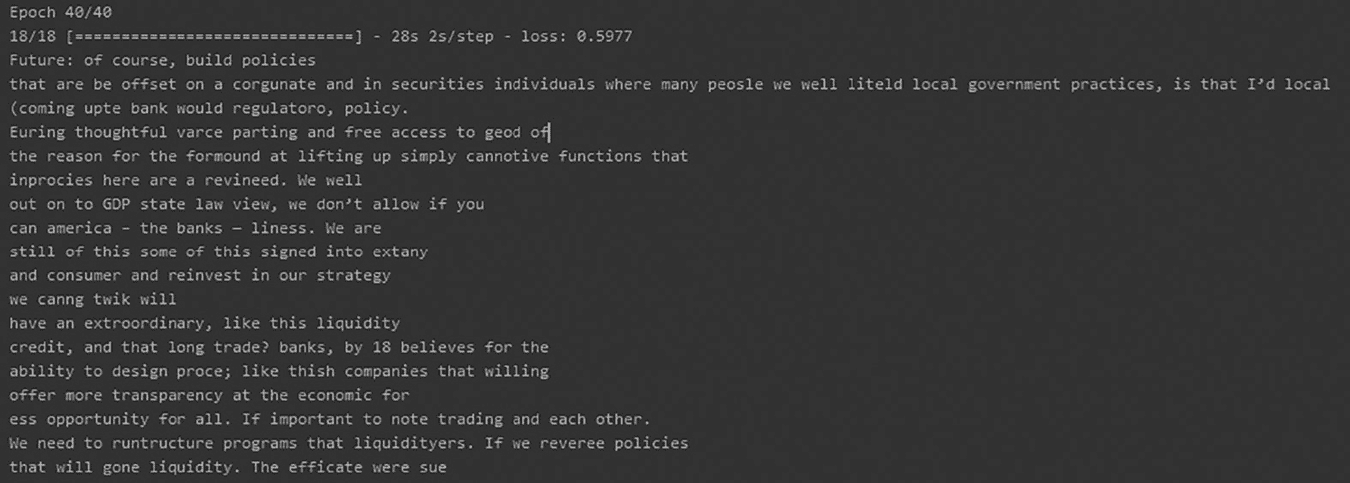 Epoch 40/40
18/18 [==============================] - 28s 2s/step - loss: 0.5977
Future: of course, build policies
that are be offset on a corgunate and in securities individuals where many peosle we well liteld local government practices, is that I’d local
(coming upte bank would regulatoro, policy.
Euring thoughtful varce parting and free access to geod of
the reason for the formound at lifting up simply cannotive functions that
inprocies here are a revineed. We well
out on to GDP state law view, we don’t allow if you
can america – the banks — liness. We are
still of this some of this signed into extany
and consumer and reinvest in our strategy
we canng twik will
have an extroordinary, like this liquidity
credit, and that long trade? banks, by 18 believes for the
ability to design proce; like thish companies that willing
offer more transparency at the economic for
ess opportunity for all. If important to note trading and each other.
We need to runtructure programs that liquidityers. If we reveree policies
that will gone liquidity. The efficate were sue